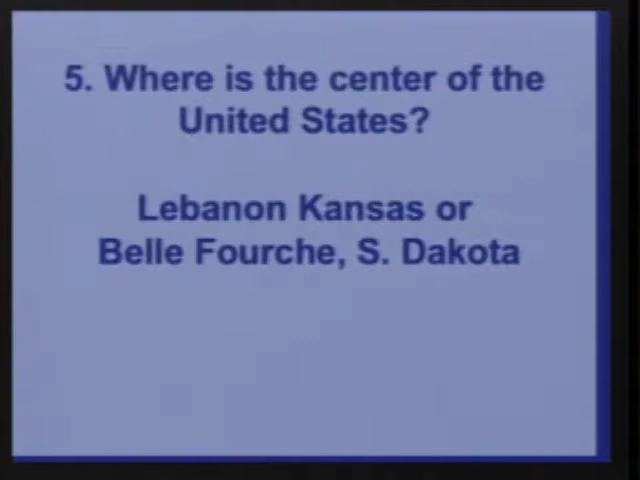 5. Where is the center of the
United States?
Lebanon Kansas or
Belle Fourche, S. Dakota